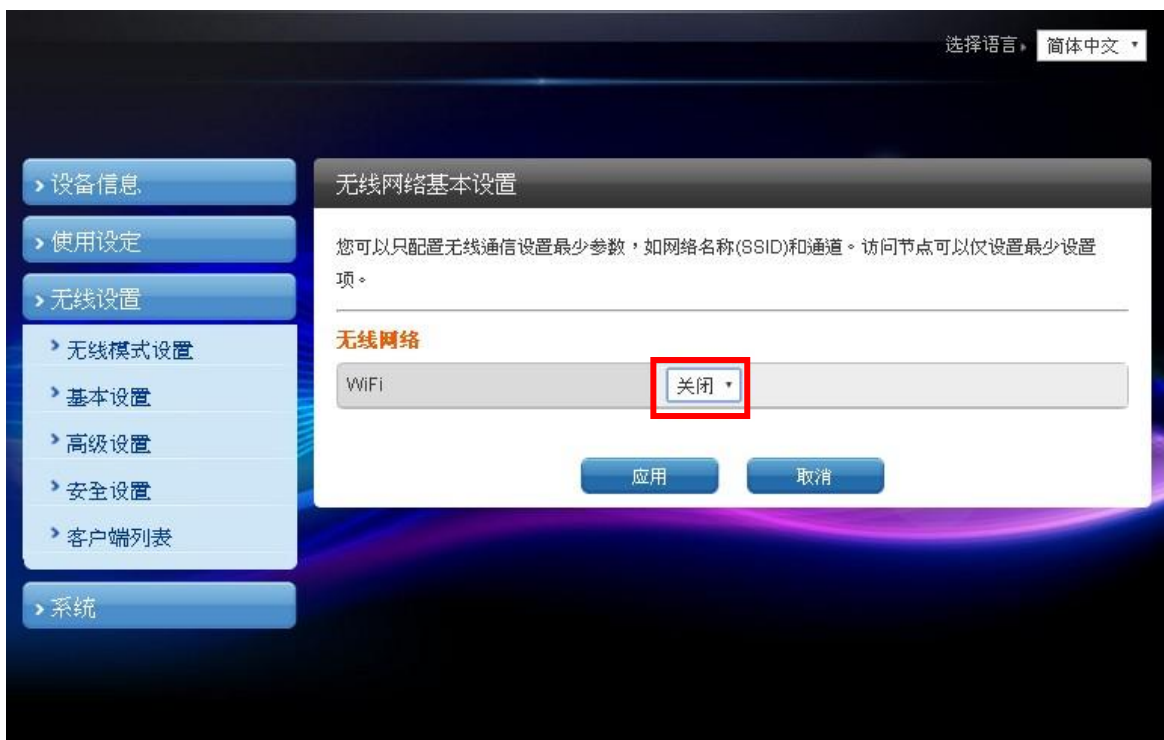 选择语言 简体中文
设备信息
使用设定
无线设置
无线模式设置
基本设置
高级设置
安全设置
客户端列表
系统
无线网络基本设置
您可以只配置无线通信设置最少参数，如网络名称(SSID)和通道。访问节点可以仅设置最少设置
项。
无线网络
WiFi 关闭
应用 取消